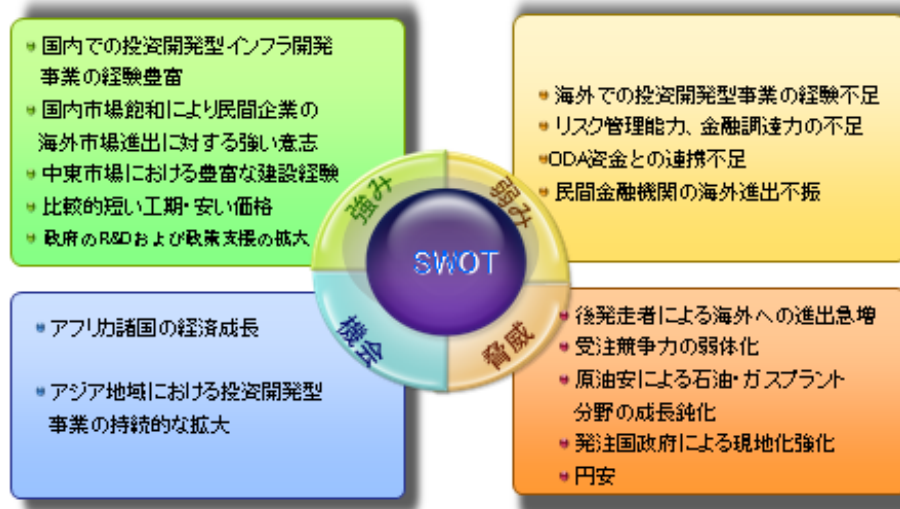 国内での投資開発型インフラ開発
事業の経験豊富
国内市場飽和により民間企業の
海外市場進出に対する強い意志
中東市場における豊富な建設経験
比較的短い工期・安い価格
政府のR&Dおよび政策支援の拡大
海外での投資開発型事業の経験不足
リスク管理能力、金融調達力の不足
ODA資金との連携不足
民間金融機関の海外進出不振
強み
弱み
SWOT
機会
脅威
アフリカ諸国の経済成長
アジア地域における投資開発型
事業の持続的な拡大
後発走者による海外への進出急増
受注競争力の弱体化
原油安による石油・ガスプラント
分野の成長鈍化
発注国政府による現地化強化
円安